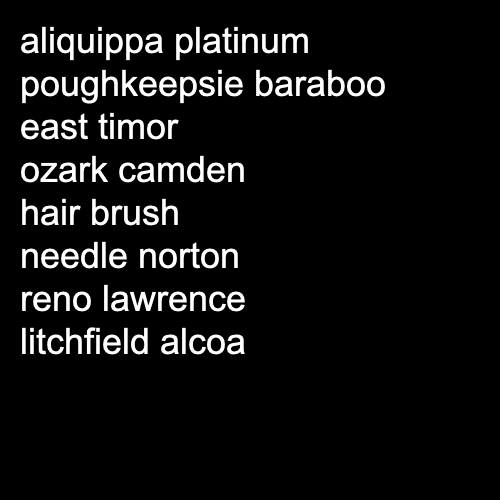 aliquippa platinum
poughkeepsie baraboo
east timor
ozark camden
hair brush
needle norton
reno lawrence
litchfield alcoa